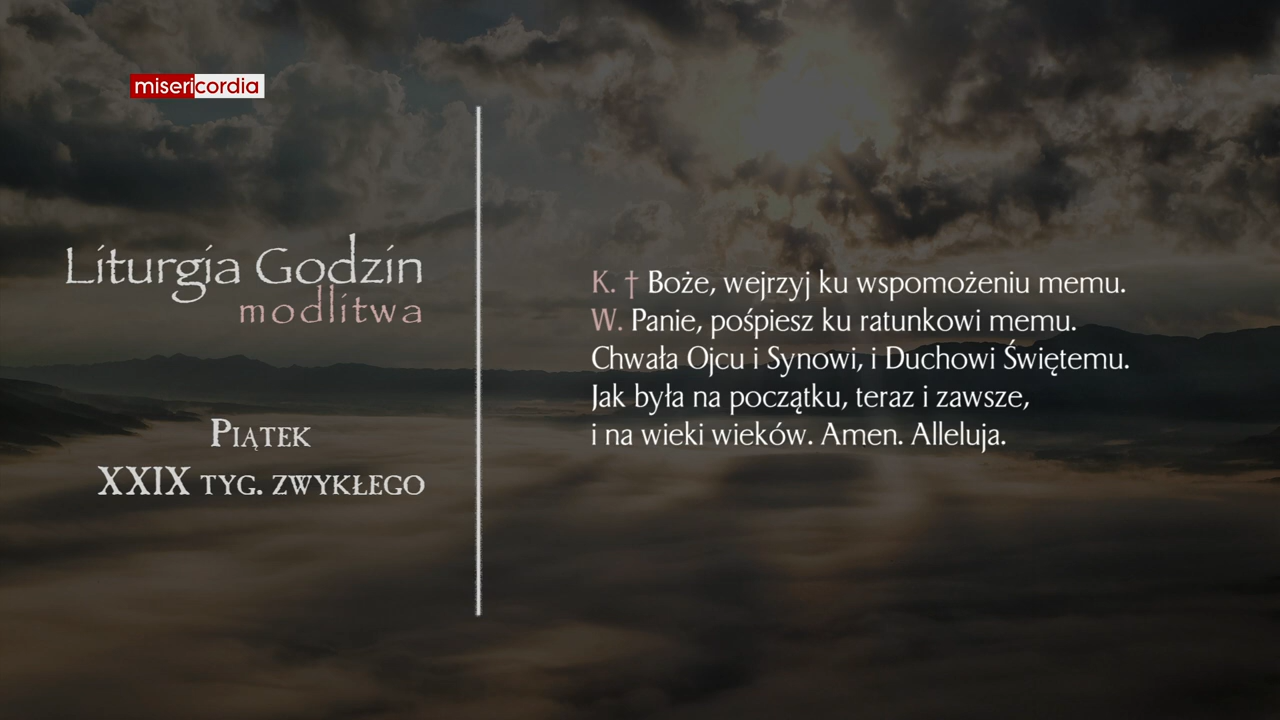 misericordia
Liturgia Godzin
modlitwa
Piątek
XXIX tyg. zwykłego
K. † Boże, wejrzyj ku wspomożeniu memu.
W. Panie, pośpiesz ku ratunkowi memu.
Chwała Ojcu i Synowi, i Duchowi Świętemu.
Jak była na początku, teraz i zawsze,
i na wieki wieków. Amen. Alleluja.